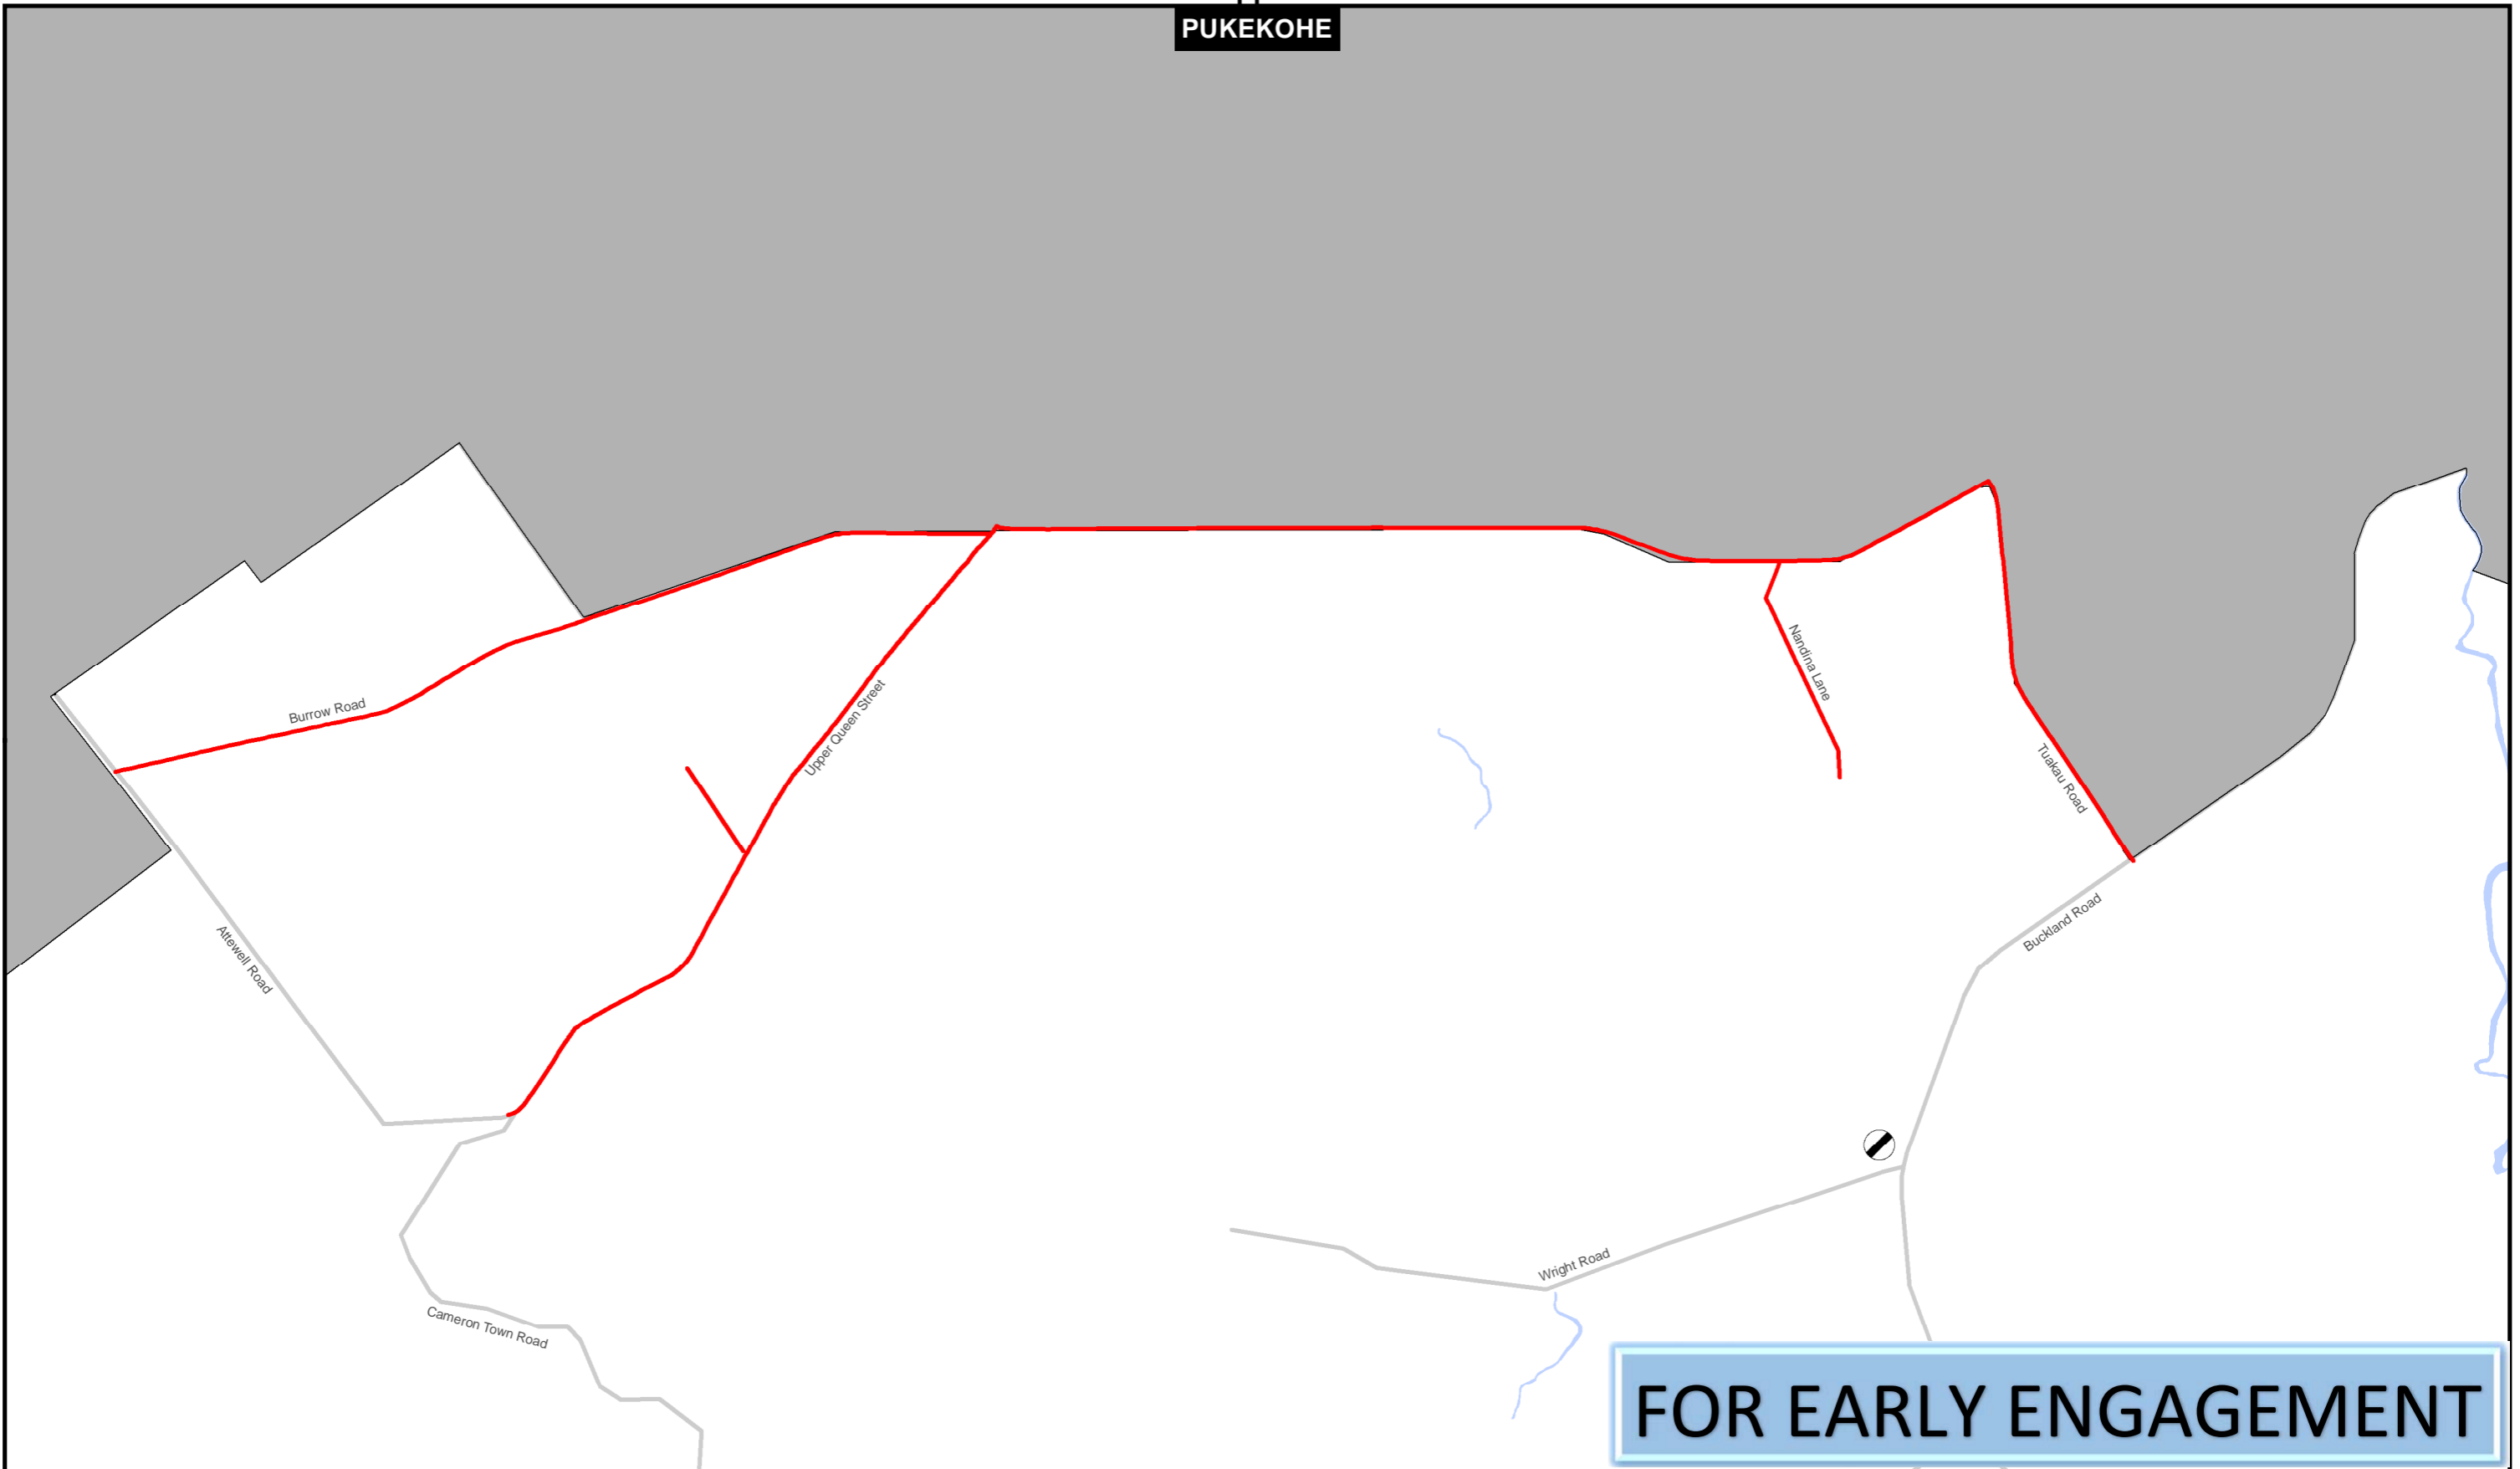 PUKEKOHE
Burrow Road
Upper Queen Street
Nandina Lane
Tuakau Road
Attewell Road
Buckland Road
Wright Road
Cameron Town Road
FOR EARLY ENGAGEMENT